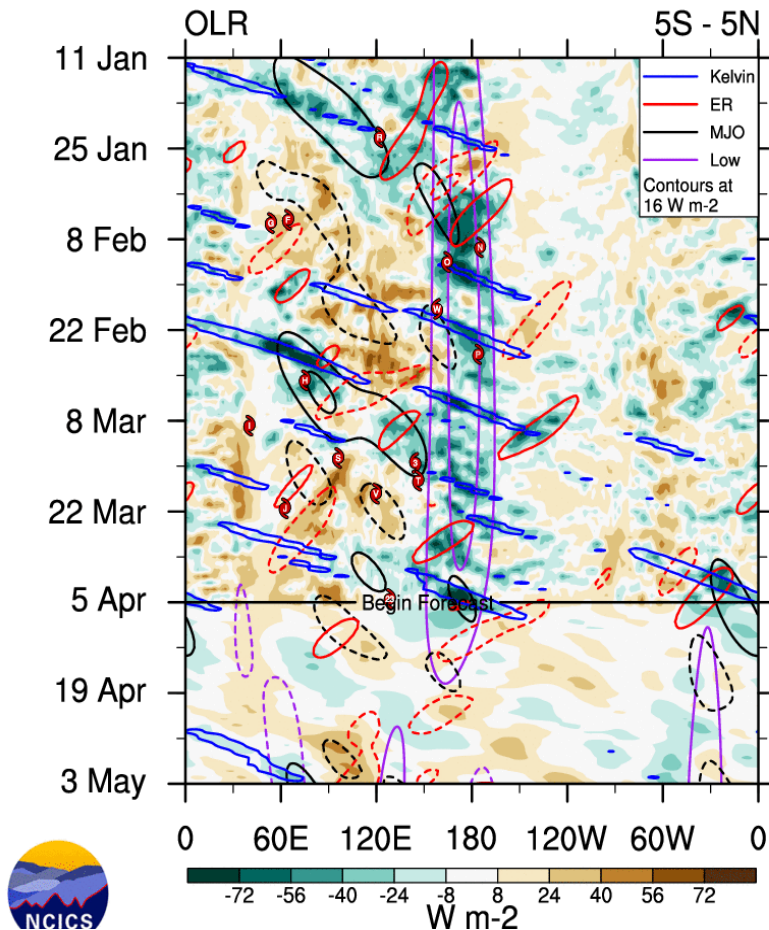 OLR 5S - 5N
11 Jan
25 Jan
8 Feb
22 Feb
8 Mar
22 Mar
5 Apr
19 Apr
3 May
Kelvin
ER
MJO
Low
Contours at
16 W m-2
R
G F
N
O
W
P
H
I
S 3
T
V
J
Begin Forecast
0 60E 120E 180 120W 60W 0
-72 -56 -40 -24 -8 8 24 40 56 72
W m-2
NCICS